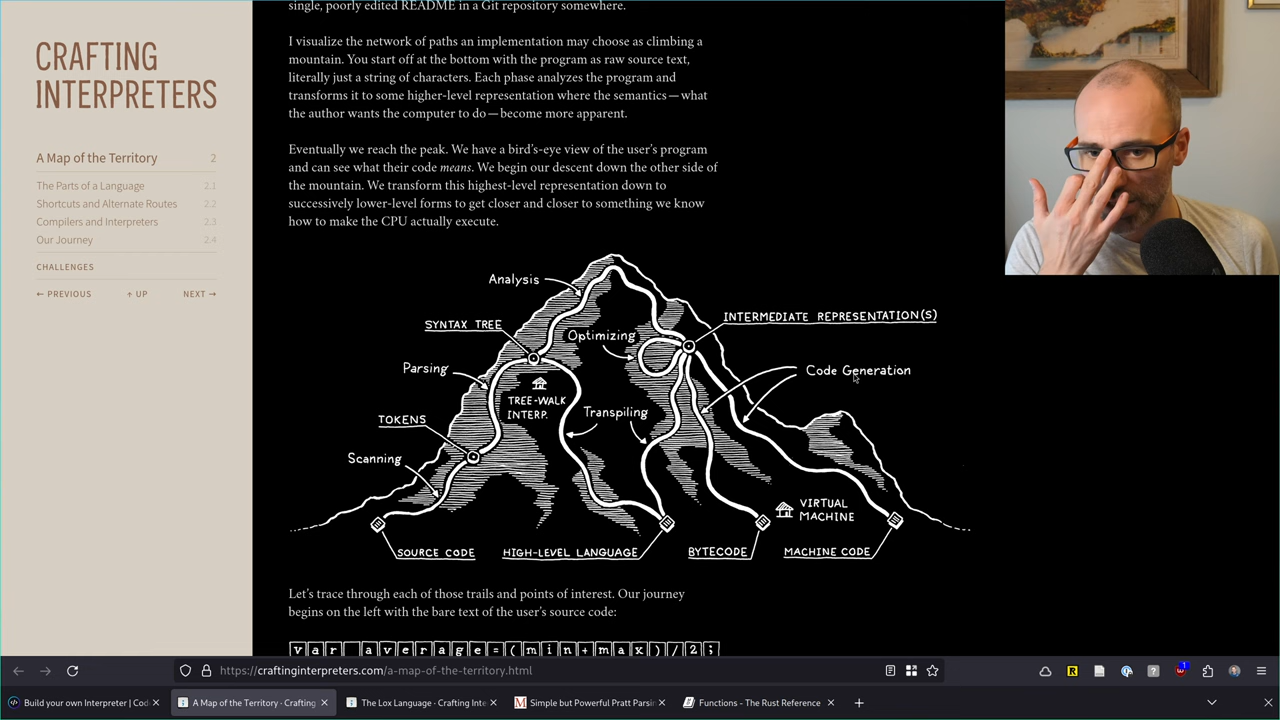 CRAFTING
INTERPRETERS
A Map of the Territory 2
The Parts of a Language 2.1
Shortcuts and Alternate Routes 2.2
Compilers and Interpreters 2.3
Our Journey 2.4
CHALLENGES
← PREVIOUS ↑ UP NEXT →
single, poorly edited README in a Git repository somewhere.
I visualize the network of paths an implementation may choose as climbing a
mountain. You start off at the bottom with the program as raw source text,
literally just a string of characters. Each phase analyzes the program and
transforms it to some higher-level representation where the semantics — what
the author wants the computer to do — become more apparent.
Eventually we reach the peak. We have a bird's-eye view of the user's program
and can see what their code means. We begin our descent down the other side of
the mountain. We transform this highest-level representation down to
successively lower-level forms to get closer and closer to something we know
how to make the CPU actually execute.
Analysis
SYNTAX TREE
INTERMEDIATE REPRESENTATION(S)
Optimizing
Parsing
Code Generation
TREE-WALK
INTERP.
Transpiling
TOKENS
Scanning
VIRTUAL
MACHINE
SOURCE CODE
HIGH-LEVEL LANGUAGE
BYTECODE
MACHINE CODE
Let's trace through each of those trails and points of interest. Our journey
begins on the left with the bare text of the user's source code:
var average = (min + max) / 2;
https://craftinginterpreters.com/a-map-of-the-territory.html
1
Build your own Interpreter | Cod
A Map of the Territory · Crafting
The Lox Language · Crafting Inte
Simple but Powerful Pratt Parsin
Functions - The Rust Reference